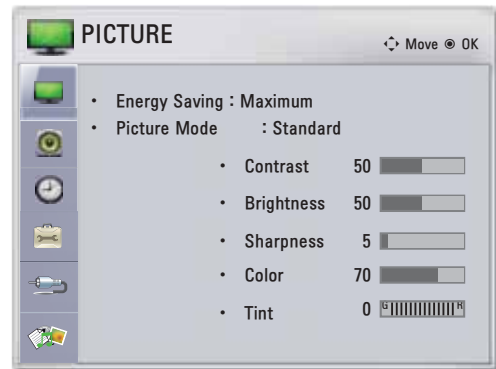 PICTURE
Move OK
• Energy Saving : Maximum
• Picture Mode : Standard
• Contrast 50
• Brightness 50
• Sharpness 5
• Color 70
• Tint 0 G R